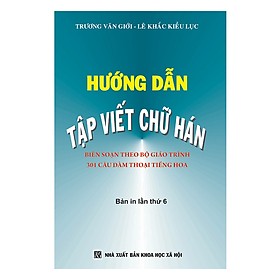 TRƯƠNG VĂN GIỚI - LÊ KHẮC KIỀU LỤC
HƯỚNG DẪN
TẬP VIẾT CHỮ HÁN
BIÊN SOẠN THEO BỘ GIÁO TRÌNH
301 CÂU ĐÀM THOẠI TIẾNG HOA
Bản in lần thứ 6
NHÀ XUẤT BẢN KHOA HỌC XÃ HỘI